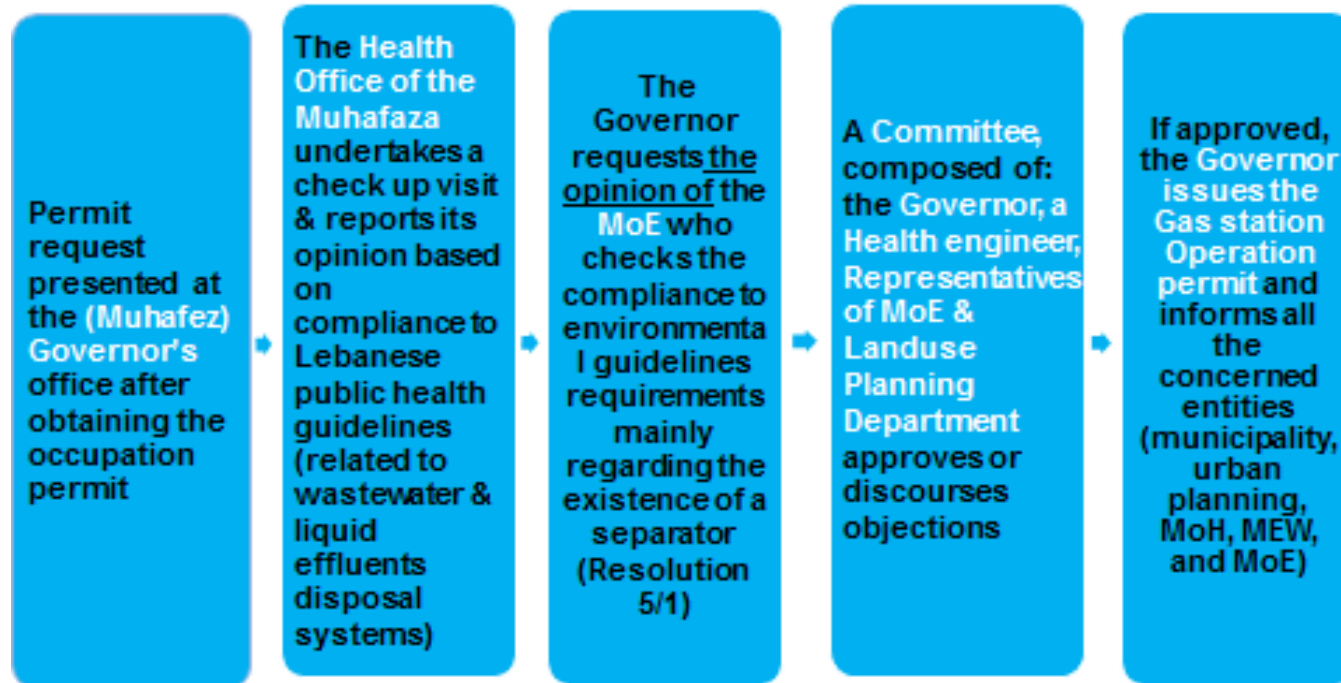 Permit
request
presented at
the (Muhafez)
Governor's
office after
obtaining the
occupation
permit
The Health
Office of the
Muhafaza
undertakes a
check up visit
& reports its
opinion based
on
compliance to
Lebanese
public health
guidelines
(related to
wastewater &
liquid
effluents
disposal
systems)
The
Governor
requests the
opinion of the
MoE who
checks the
compliance to
environmenta
l guidelines
requirements
mainly
regarding the
existence of a
separator
(Resolution
5/1)
A Committee,
composed of:
the Governor, a
Health engineer,
Representatives
of MoE &
Landuse
Planning
Department
approves or
discourses
objections
If approved,
the Governor
issues the
Gas station
Operation
permit and
informs all
the
concerned
entities
(municipality,
urban
planning,
MoH, MEW,
and MoE)